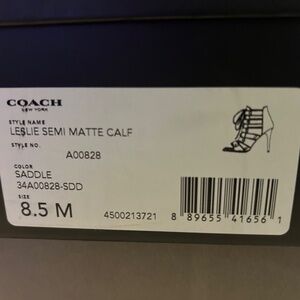 COACH
NEW YORK
STYLE NAME
LESLIE SEMI MATTE CALF
STYLE NO.
A00828
COLOR
SADDLE
34A00828-SDD
SIZE
8.5 M
4500213721
8 89655 41656 1